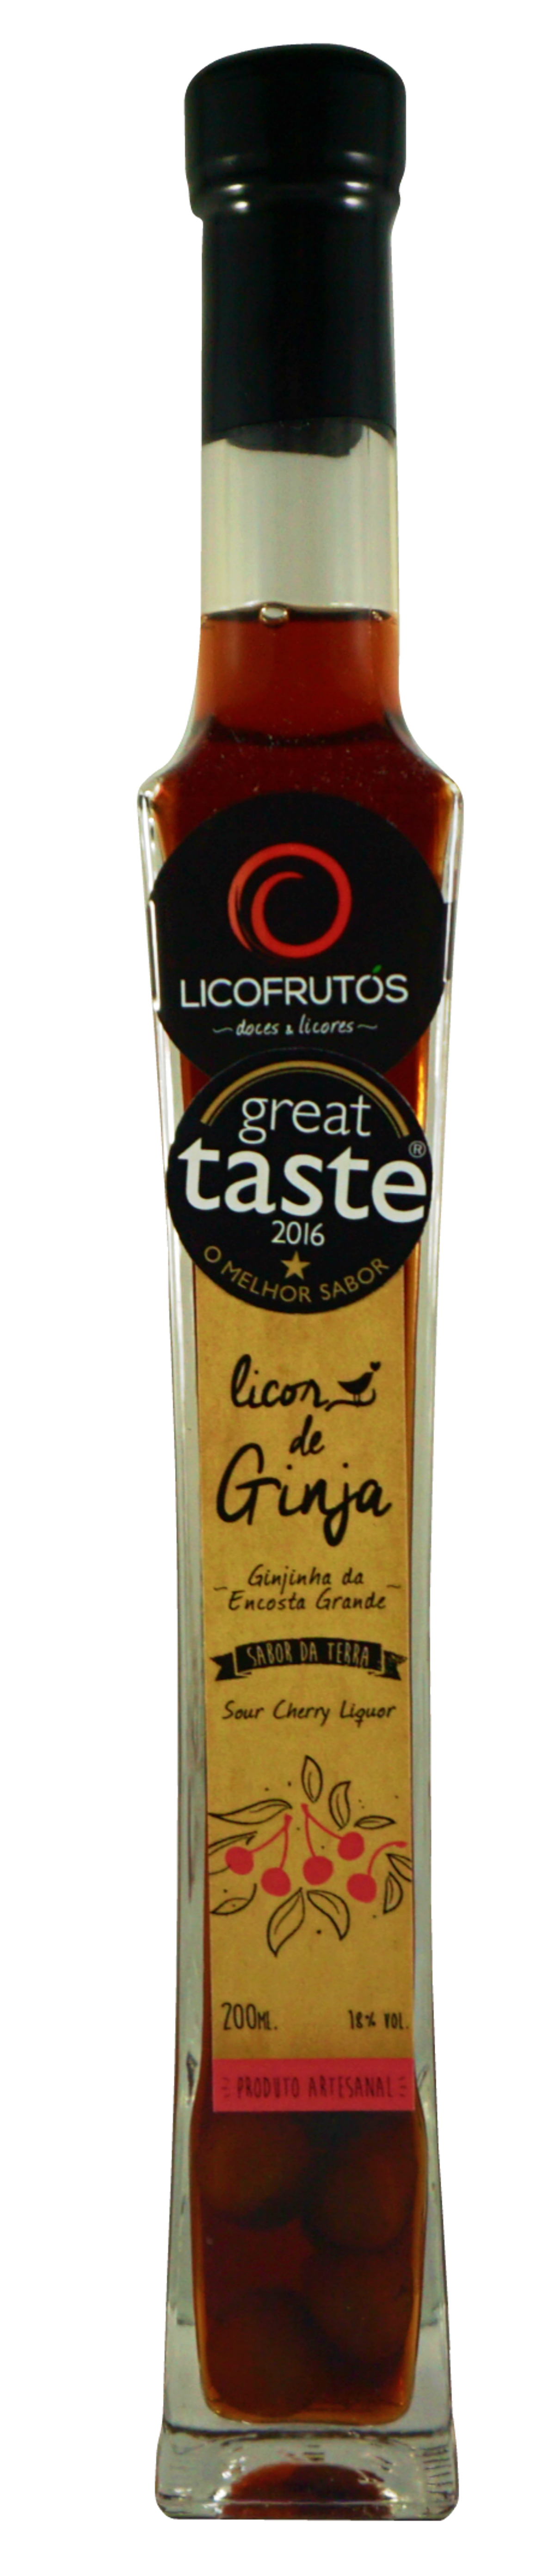 LICOFRUTOS
doces & licores
great
taste®
2016
O MELHOR SABOR
licor
de
Ginja
Ginjinha da
Encosta Grande
SABOR DA TERRA
Sour Cherry Liquor
200ML. 18% VOL.
PRODUTO ARTESANAL